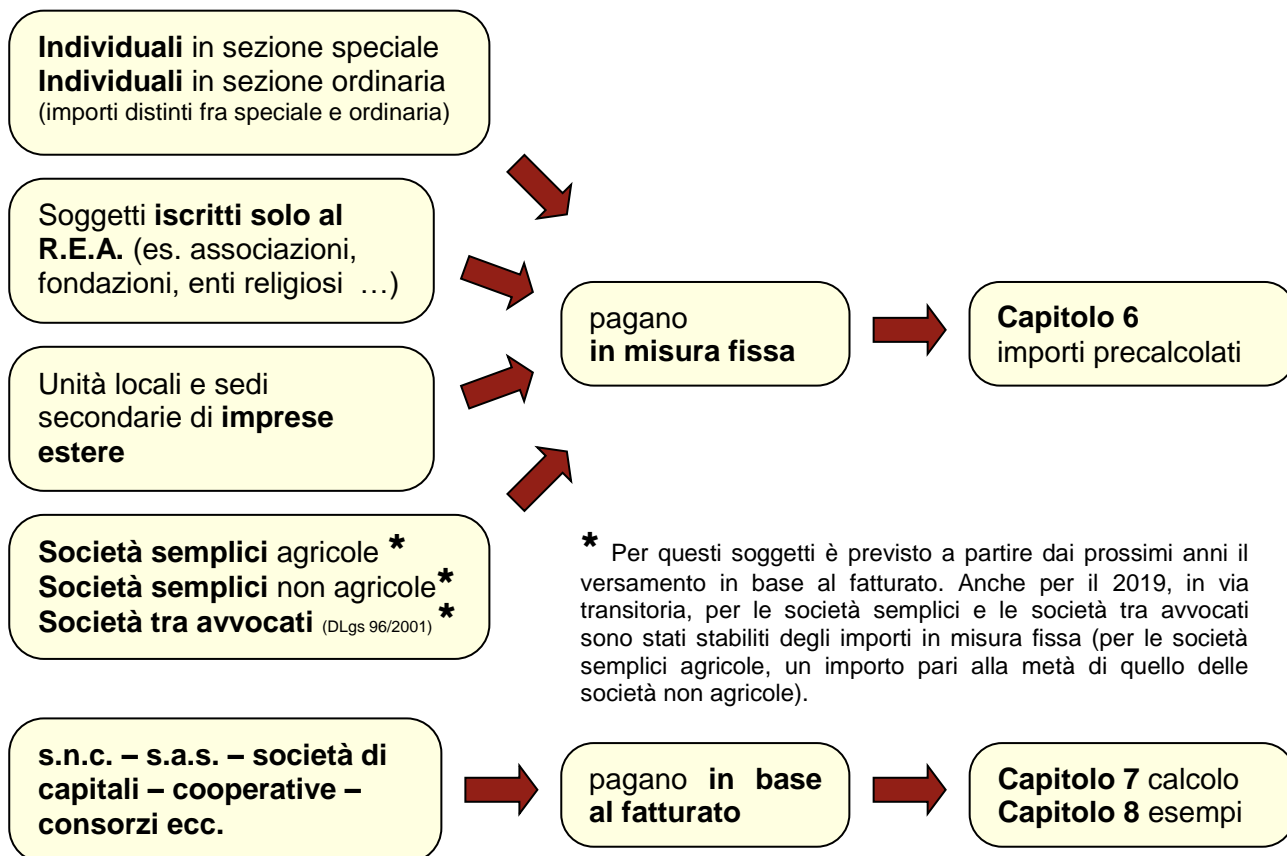 Individuali in sezione speciale
Individuali in sezione ordinaria
(importi distinti fra speciale e ordinaria)
Soggetti iscritti solo al
R.E.A. (es. associazioni,
fondazioni, enti religiosi …)
Unità locali e sedi
secondarie di imprese
estere
Società semplici agricole *
Società semplici non agricole*
Società tra avvocati (DLgs 96/2001) *
pagano
in misura fissa
Capitolo 6
importi precalcolati
* Per questi soggetti è previsto a partire dai prossimi anni il
versamento in base al fatturato. Anche per il 2019, in via
transitoria, per le società semplici e le società tra avvocati
sono stati stabiliti degli importi in misura fissa (per le società
semplici agricole, un importo pari alla metà di quello delle
società non agricole).
s.n.c. – s.a.s. – società di
capitali – cooperative –
consorzi ecc.
pagano in base
al fatturato
Capitolo 7 calcolo
Capitolo 8 esempi